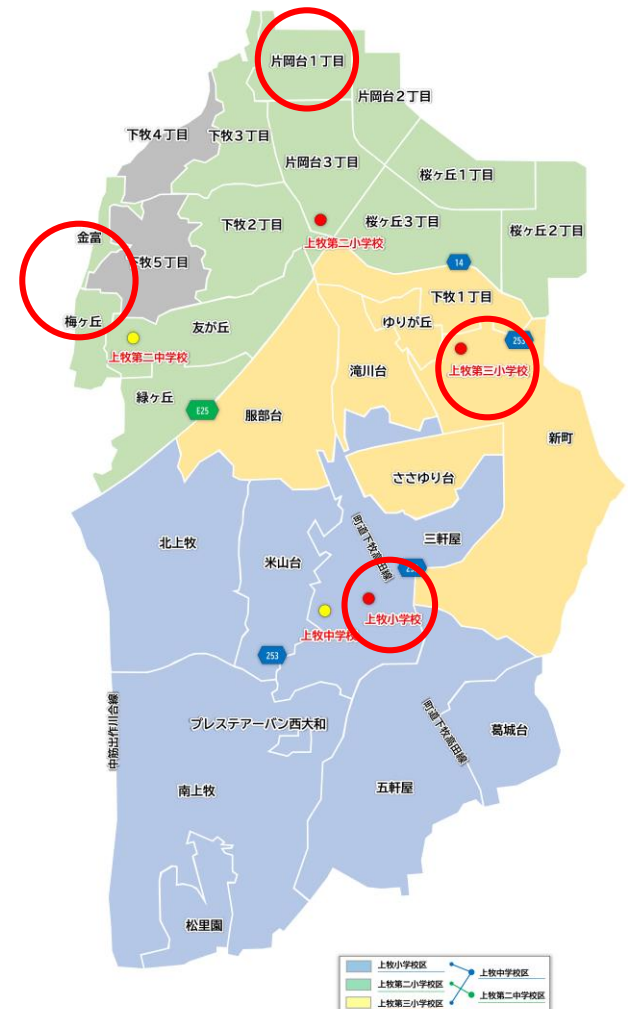 片岡台1丁目
片岡台2丁目
下牧4丁目
下牧3丁目
片岡台3丁目
桜ヶ丘1丁目
下牧2丁目
桜ヶ丘3丁目
桜ヶ丘2丁目
上牧第二小学校
金富
下牧5丁目
14
下牧1丁目
梅ヶ丘
友が丘
ゆりが丘
253
上牧第二中学校
滝川台
上牧第三小学校
緑ヶ丘
E25
服部台
新町
ささゆり台
町道下牧高田線
北上牧
三軒屋
米山台
上牧小学校
上牧中学校
253
中筋出作川合線
プレステアーバン西大和
町道下牧高田線
葛城台
南上牧
五軒屋
松里園
上牧小学校区
上牧中学校区
上牧第二小学校区
上牧第二中学校区
上牧第三小学校区